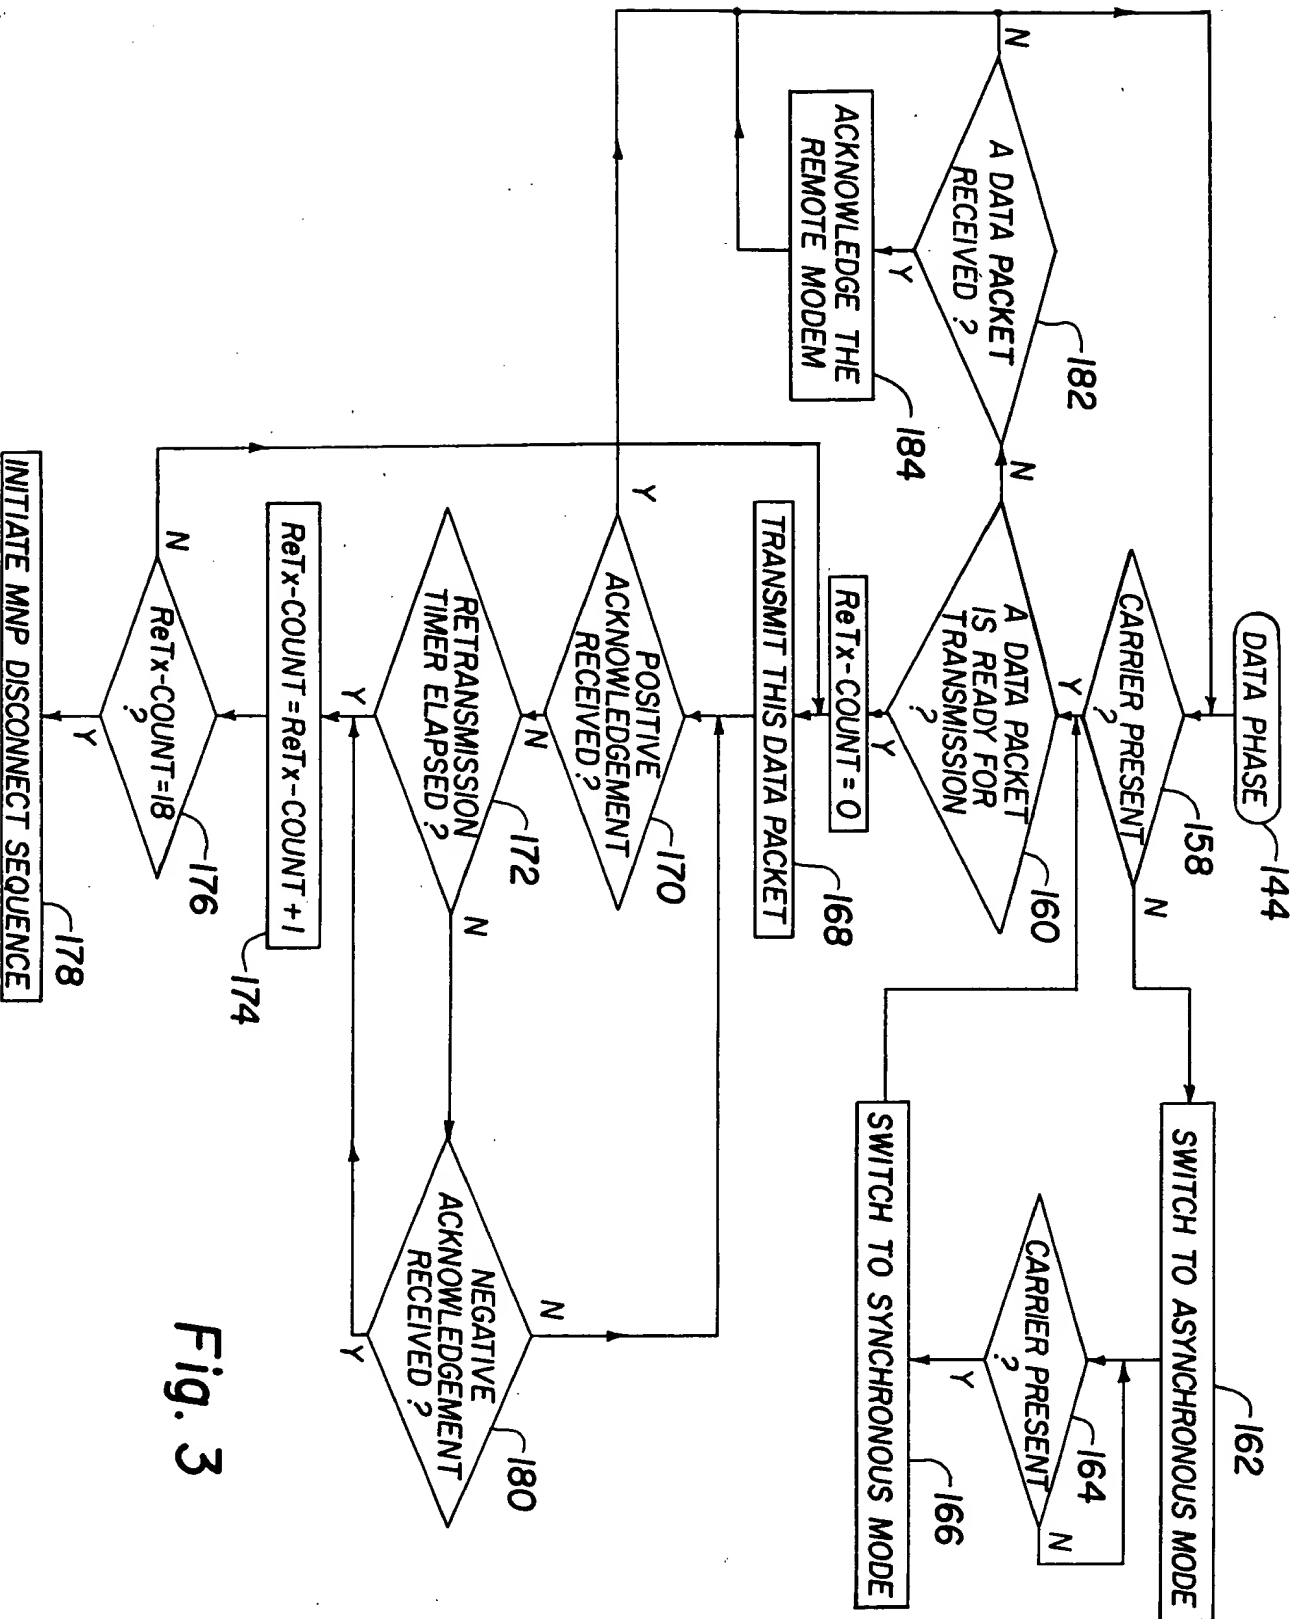 DATA PHASE
144
CARRIER PRESENT
?
158
N
Y
SWITCH TO ASYNCHRONOUS MODE
162
CARRIER PRESENT
?
164
N
Y
SWITCH TO SYNCHRONOUS MODE
166
A DATA PACKET
IS READY FOR
TRANSMISSION
?
160
N
Y
A DATA PACKET
RECEIVED ?
182
N
Y
ACKNOWLEDGE THE
REMOTE MODEM
184
ReTx-COUNT = 0
TRANSMIT THIS DATA PACKET
168
POSITIVE
ACKNOWLEDGEMENT
RECEIVED ?
170
Y
N
RETRANSMISSION
TIMER ELAPSED ?
172
N
Y
NEGATIVE
ACKNOWLEDGEMENT
RECEIVED ?
180
N
Y
ReTx-COUNT = ReTx-COUNT +1
174
ReTx-COUNT=18
?
176
N
Y
INITIATE MNP DISCONNECT SEQUENCE
178
Fig. 3